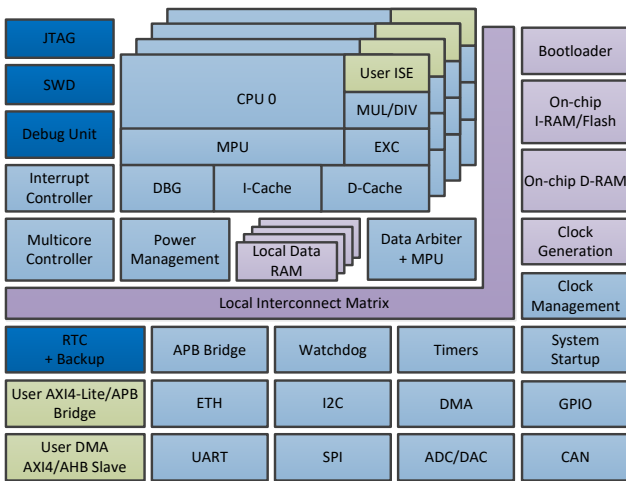 JTAG
SWD
Debug Unit
Interrupt
Controller
Multicore
Controller
CPU 0
User ISE
MUL/DIV
MPU
EXC
DBG
I-Cache
D-Cache
Power
Management
Local Data
RAM
Data Arbiter
+ MPU
Bootloader
On-chip
I-RAM/Flash
On-chip D-RAM
Clock
Generation
Local Interconnect Matrix
Clock
Management
RTC
+ Backup
APB Bridge
Watchdog
Timers
System
Startup
User AXI4-Lite/APB
Bridge
ETH
I2C
DMA
GPIO
User DMA
AXI4/AHB Slave
UART
SPI
ADC/DAC
CAN